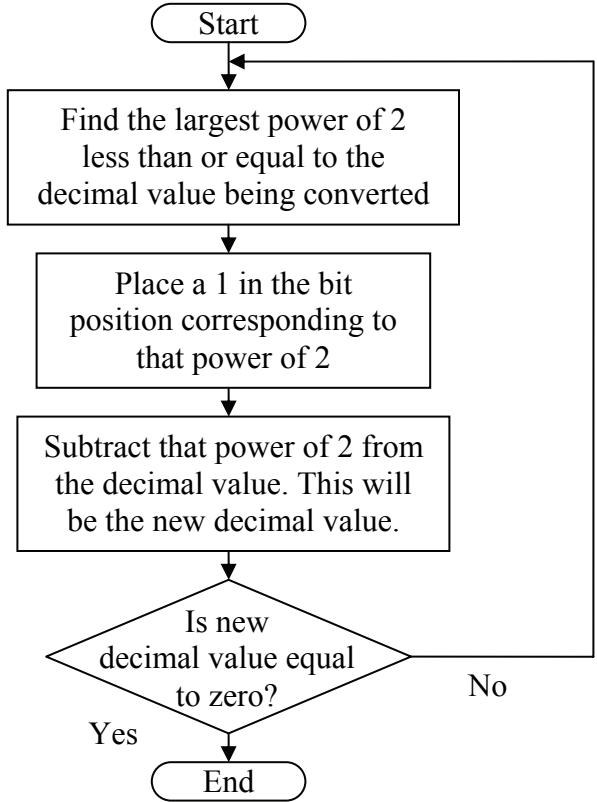 Start
Find the largest power of 2
less than or equal to the
decimal value being converted
Place a 1 in the bit
position corresponding to
that power of 2
Subtract that power of 2 from
the decimal value. This will
be the new decimal value.
Is new
decimal value equal
to zero?
No
Yes
End